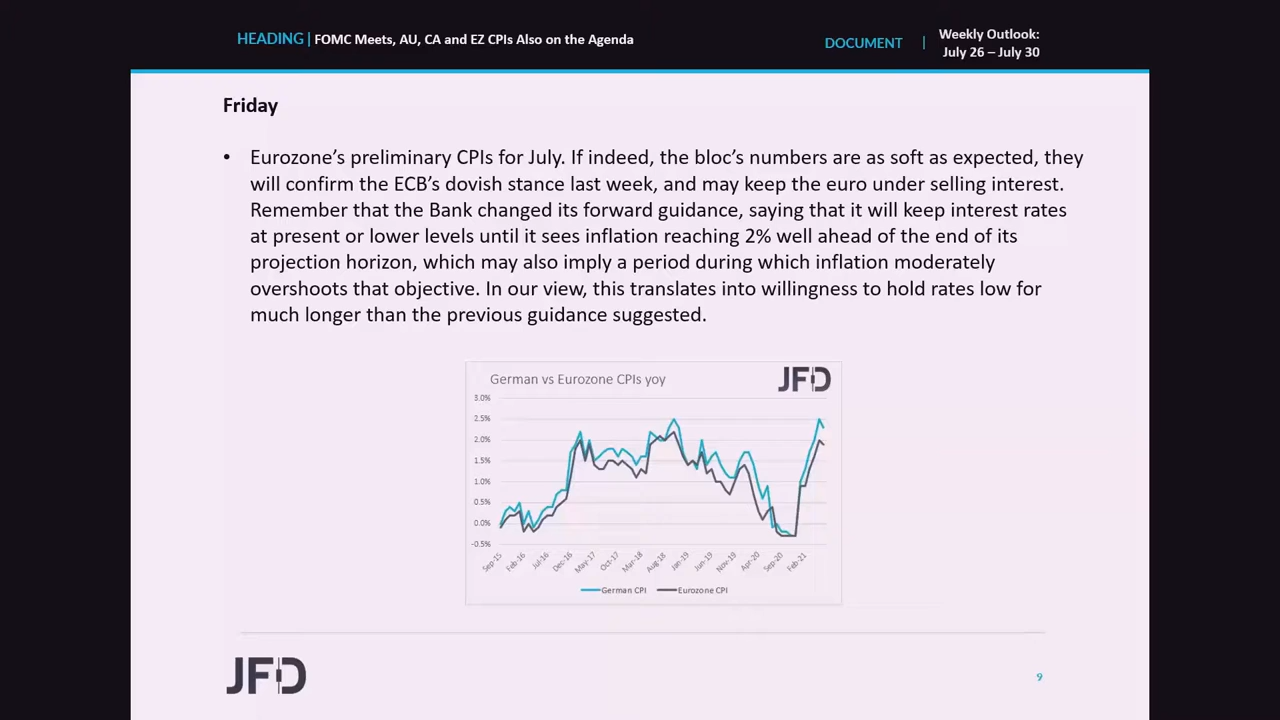 HEADING | FOMC Meets, AU, CA and EZ CPIs Also on the Agenda
DOCUMENT | Weekly Outlook:
July 26 – July 30
Friday
• Eurozone’s preliminary CPIs for July. If indeed, the bloc’s numbers are as soft as expected, they
will confirm the ECB’s dovish stance last week, and may keep the euro under selling interest.
Remember that the Bank changed its forward guidance, saying that it will keep interest rates
at present or lower levels until it sees inflation reaching 2% well ahead of the end of its
projection horizon, which may also imply a period during which inflation moderately
overshoots that objective. In our view, this translates into willingness to hold rates low for
much longer than the previous guidance suggested.
German vs Eurozone CPIs yoy
JFD
3.0%
2.5%
2.0%
1.5%
1.0%
0.5%
0.0%
-0.5%
Sep-15 Feb-16 Jul-16 Dec-16 May-17 Oct-17 Mar-18 Aug-18 Jan-19 Jun-19 Nov-19 Apr-20 Sep-20 Feb-21
German CPI Eurozone CPI
JFD
9